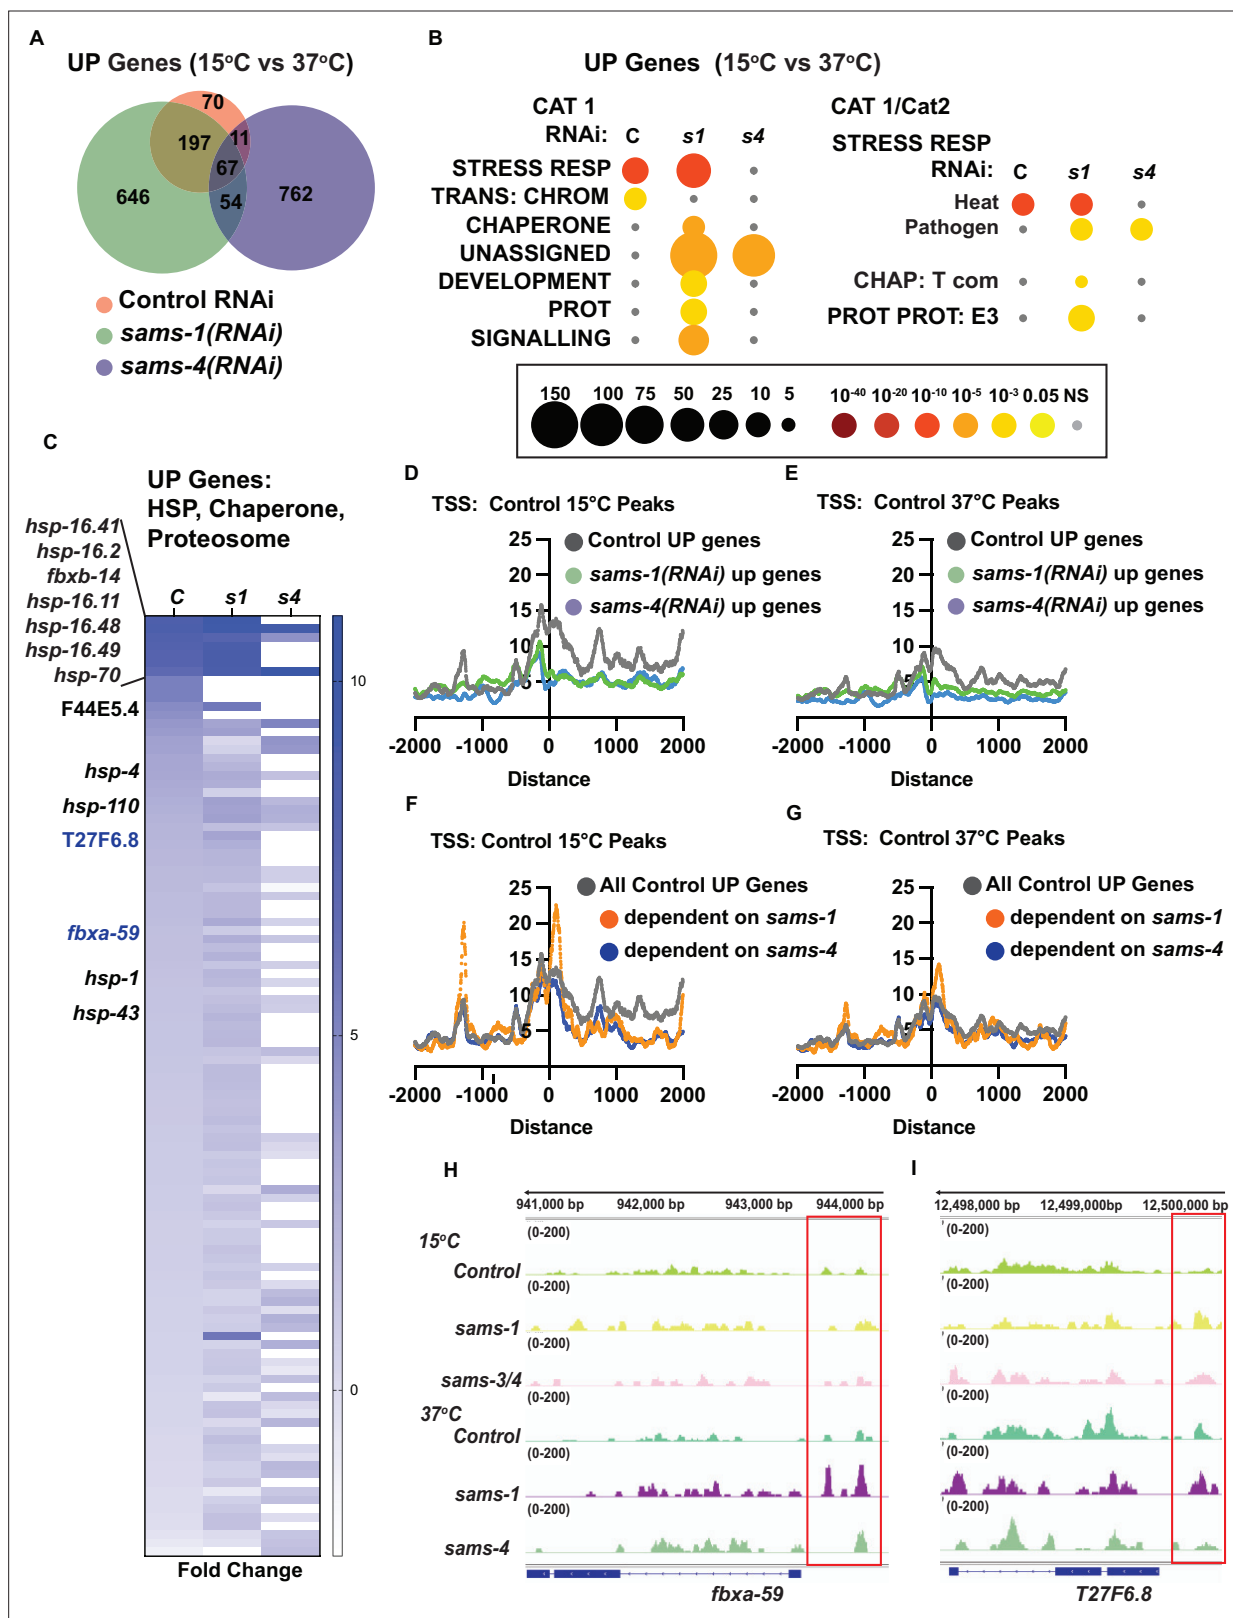 A
UP Genes (15°C vs 37°C)
70
197
11
67
646
54
762
Control RNAi
sams-1(RNAi)
sams-4(RNAi)
B
UP Genes (15°C vs 37°C)
CAT 1
RNAi: C s1 s4
STRESS RESP
TRANS: CHROM
CHAPERONE
UNASSIGNED
DEVELOPMENT
PROT
SIGNALLING
CAT 1/Cat2
STRESS RESP
RNAi: C s1 s4
Heat
Pathogen
CHAP: T com
PROT PROT: E3
150 100 75 50 25 10 5
10-40 10-20 10-10 10-5 10-3 0.05 NS
C
UP Genes:
HSP, Chaperone,
Proteosome
C s1 s4
hsp-16.41
hsp-16.2
fbxb-14
hsp-16.11
hsp-16.48
hsp-16.49
hsp-70
F44E5.4
hsp-4
hsp-110
T27F6.8
fbxa-59
hsp-1
hsp-43
10
5
0
Fold Change
D
TSS: Control 15°C Peaks
25
20
15
10
5
Control UP genes
sams-1(RNAi) up genes
sams-4(RNAi) up genes
-2000 -1000 0 1000 2000
Distance
E
TSS: Control 37°C Peaks
25
20
15
10
5
Control UP genes
sams-1(RNAi) up genes
sams-4(RNAi) up genes
-2000 -1000 0 1000 2000
Distance
F
TSS: Control 15°C Peaks
25
20
15
10
5
All Control UP Genes
dependent on sams-1
dependent on sams-4
-2000 -1000 0 1000 2000
Distance
G
TSS: Control 37°C Peaks
25
20
15
10
5
All Control UP Genes
dependent on sams-1
dependent on sams-4
-2000 -1000 0 1000 2000
Distance
H
941,000 bp 942,000 bp 943,000 bp 944,000 bp
15°C
(0-200)
Control
(0-200)
sams-1
(0-200)
sams-3/4
(0-200)
37°C
Control
(0-200)
sams-1
(0-200)
sams-4
fbxa-59
I
12,498,000 bp 12,499,000bp 12,500,000 bp
(0-200)
(0-200)
(0-200)
(0-200)
(0-200)
(0-200)
T27F6.8